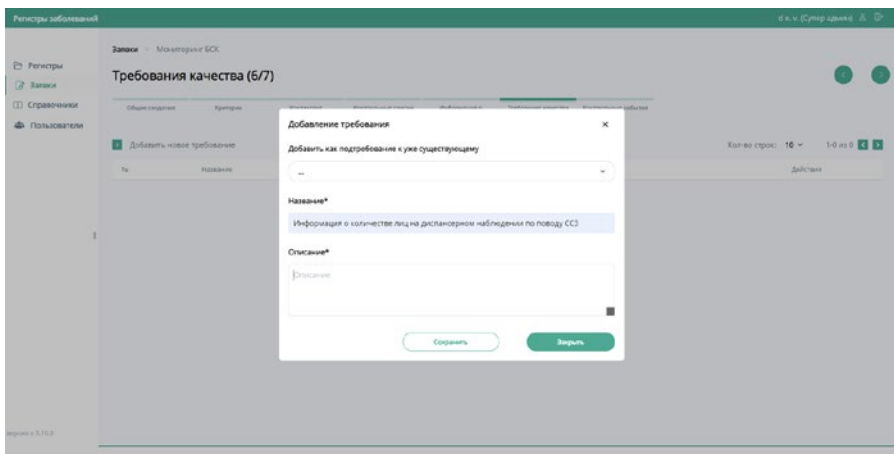 Регистры заболеваний
d e. v. (Супер админ)
Регистры
Заявки
Справочники
Пользователи
Заявки Мониторинг БСК
Требования качества (6/7)
Общие сведения Критерии
Добавить новое требование
Кол-во строк: 10 1-0 из 0
№ Название Действия
Добавление требования
Добавить как подтребование к уже существующему
...
Название*
Информация о количестве лиц на диспансерном наблюдении по поводу ССЗ
Описание*
Описание
Сохранить Закрыть